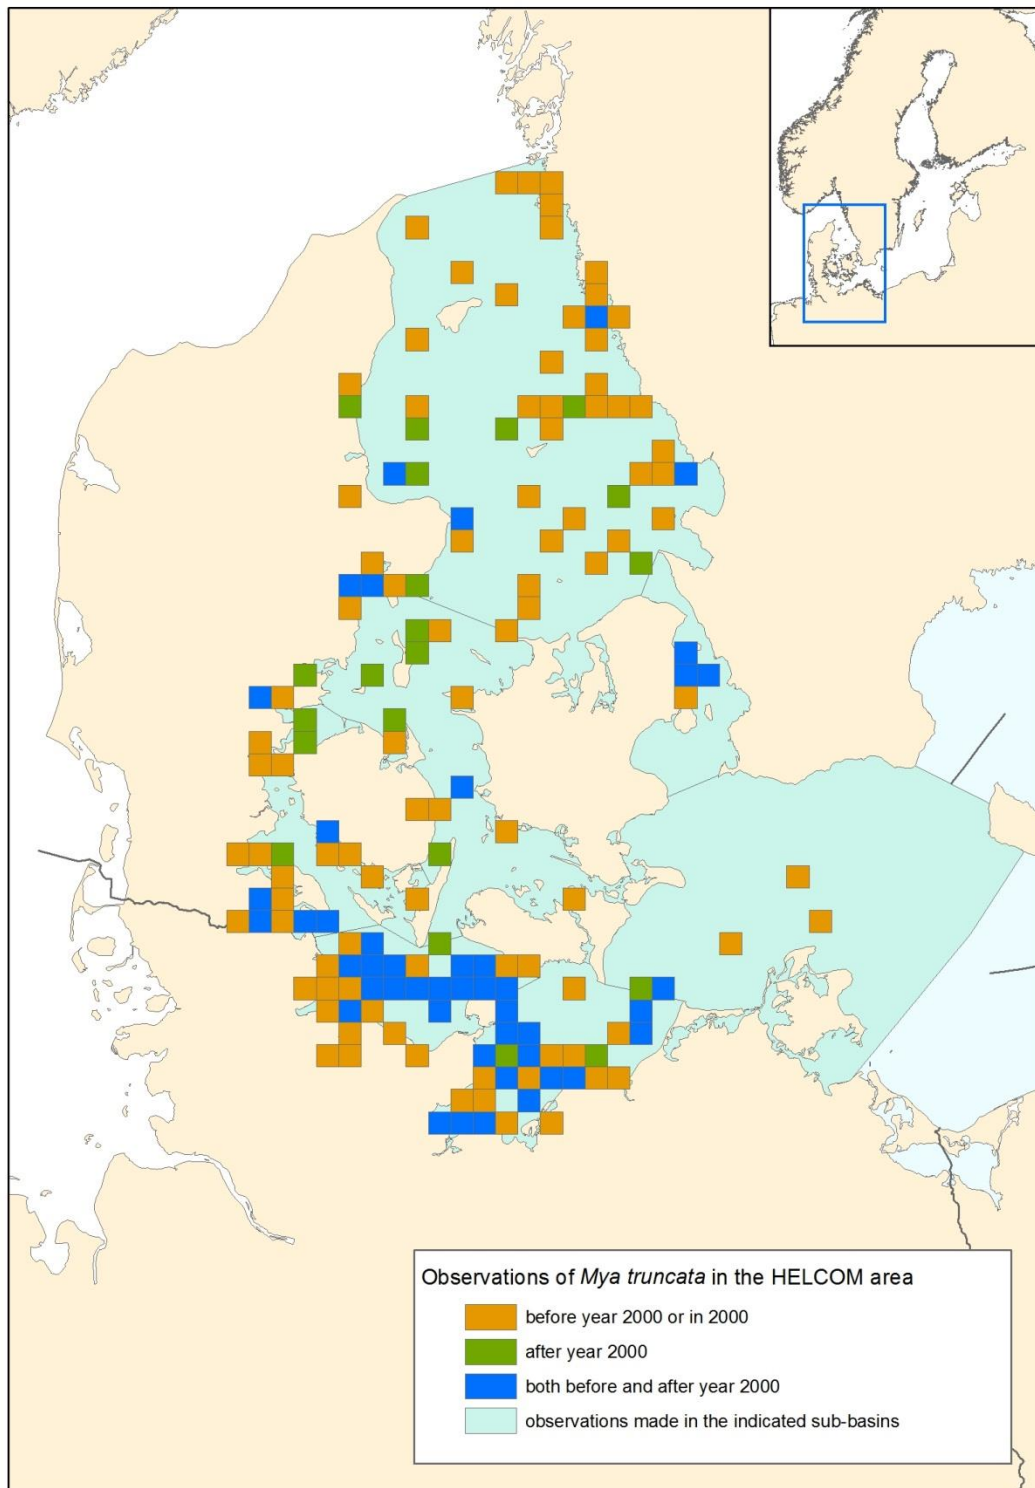 Observations of Mya truncata in the HELCOM area
before year 2000 or in 2000
after year 2000
both before and after year 2000
observations made in the indicated sub-basins